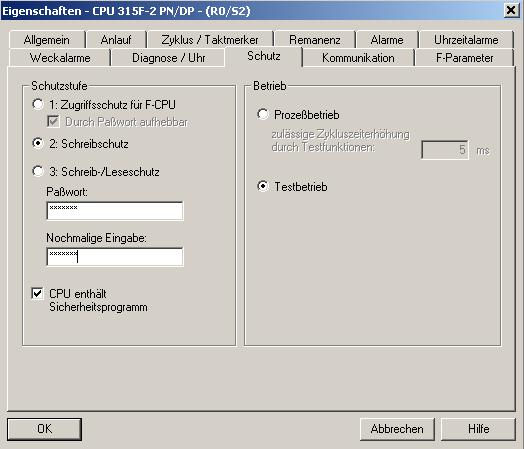 Eigenschaften - CPU 315F-2 PN/DP - (R0/S2)
Allgemein Anlauf Zyklus / Taktmerker Remanenz Alarme Uhrzeitalarme
Weckalarme Diagnose / Uhr Schutz Kommunikation F-Parameter
Schutzstufe
1: Zugriffsschutz für F-CPU
Durch Paßwort aufhebbar
2: Schreibschutz
3: Schreib-/Leseschutz
Paßwort:
*******
Nochmalige Eingabe:
*******
CPU enthält
Sicherheitsprogramm
Betrieb
Prozeßbetrieb
zulässige Zykluszeiterhöhung
durch Testfunktionen: 5 ms
Testbetrieb
OK Abbrechen Hilfe